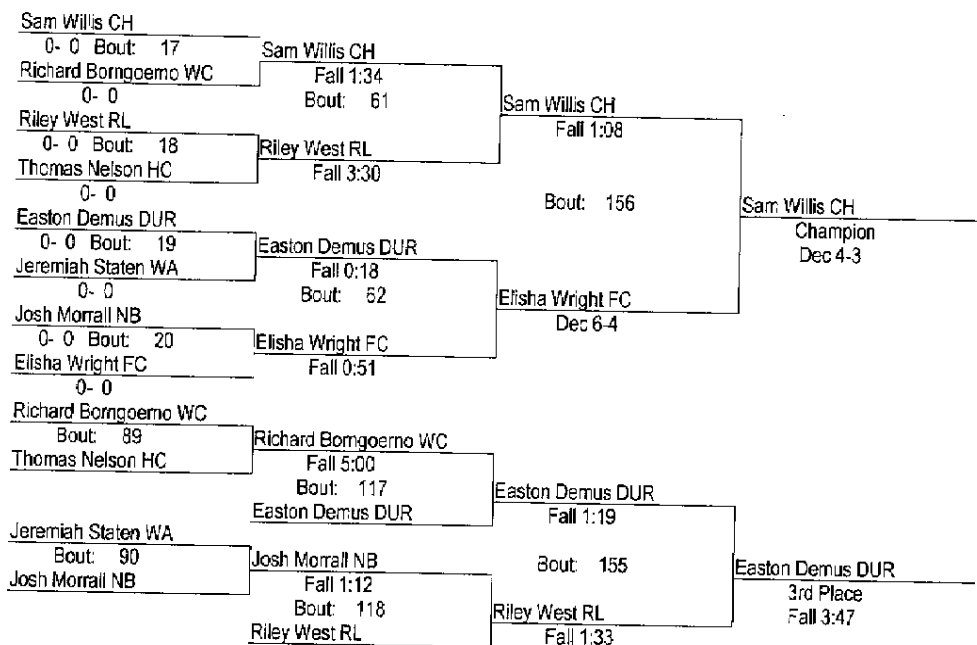 Sam Willis CH
0- 0 Bout: 17
Richard Borngoerno WC
0- 0
Riley West RL
0- 0 Bout: 18
Thomas Nelson HC
0- 0
Easton Demus DUR
0- 0 Bout: 19
Jeremiah Staten WA
0- 0
Josh Morrall NB
0- 0 Bout: 20
Elisha Wright FC
0- 0
Sam Willis CH
Fall 1:34
Bout: 61
Riley West RL
Fall 3:30
Easton Demus DUR
Fall 0:18
Bout: 62
Elisha Wright FC
Fall 0:51
Sam Willis CH
Fall 1:08
Bout: 156
Elisha Wright FC
Dec 6-4
Sam Willis CH
Champion
Dec 4-3
Richard Borngoerno WC
Bout: 89
Thomas Nelson HC
Jeremiah Staten WA
Bout: 90
Josh Morrall NB
Richard Borngoerno WC
Fall 5:00
Bout: 117
Easton Demus DUR
Josh Morrall NB
Fall 1:12
Bout: 118
Riley West RL
Easton Demus DUR
Fall 1:19
Bout: 155
Riley West RL
Fall 1:33
Easton Demus DUR
3rd Place
Fall 3:47